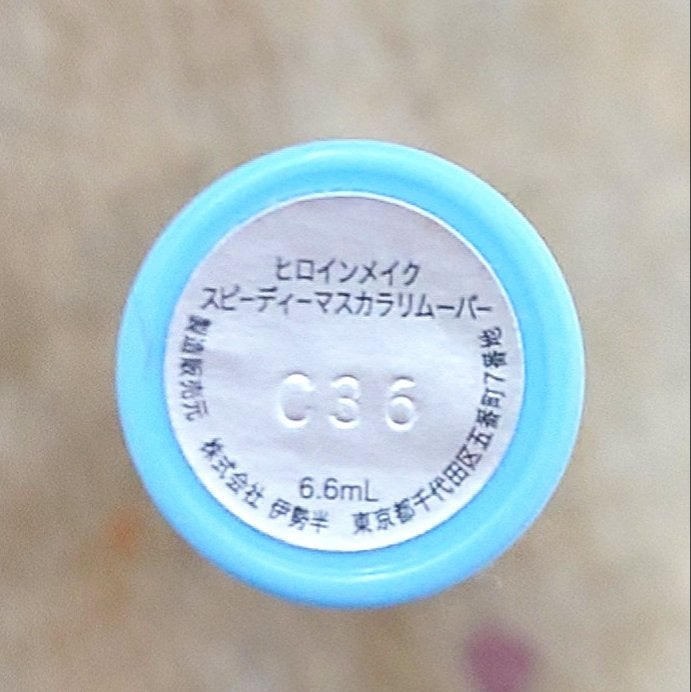 ヒロインメイク
スピーディーマスカラリムーバー
C36
6.6mL
製造販売元 株式会社 伊勢半 東京都千代田区五番町7番地